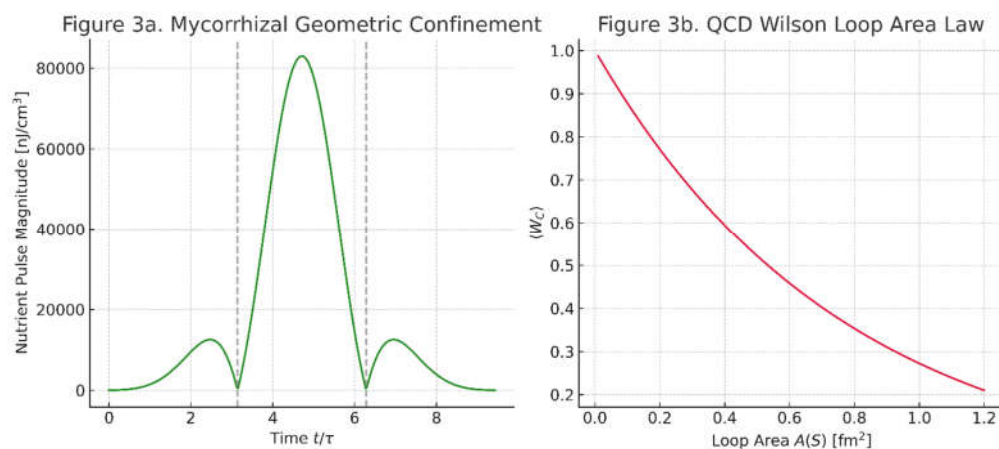 Figure 3a. Mycorrhizal Geometric Confinement
Nutrient Pulse Magnitude [nJ/cm³]
80000
60000
40000
20000
0
0 2 4 6 8
Time t/τ
Figure 3b. QCD Wilson Loop Area Law
⟨W_C⟩
1.0
0.9
0.8
0.7
0.6
0.5
0.4
0.3
0.2
0.0 0.2 0.4 0.6 0.8 1.0 1.2
Loop Area A(S) [fm²]